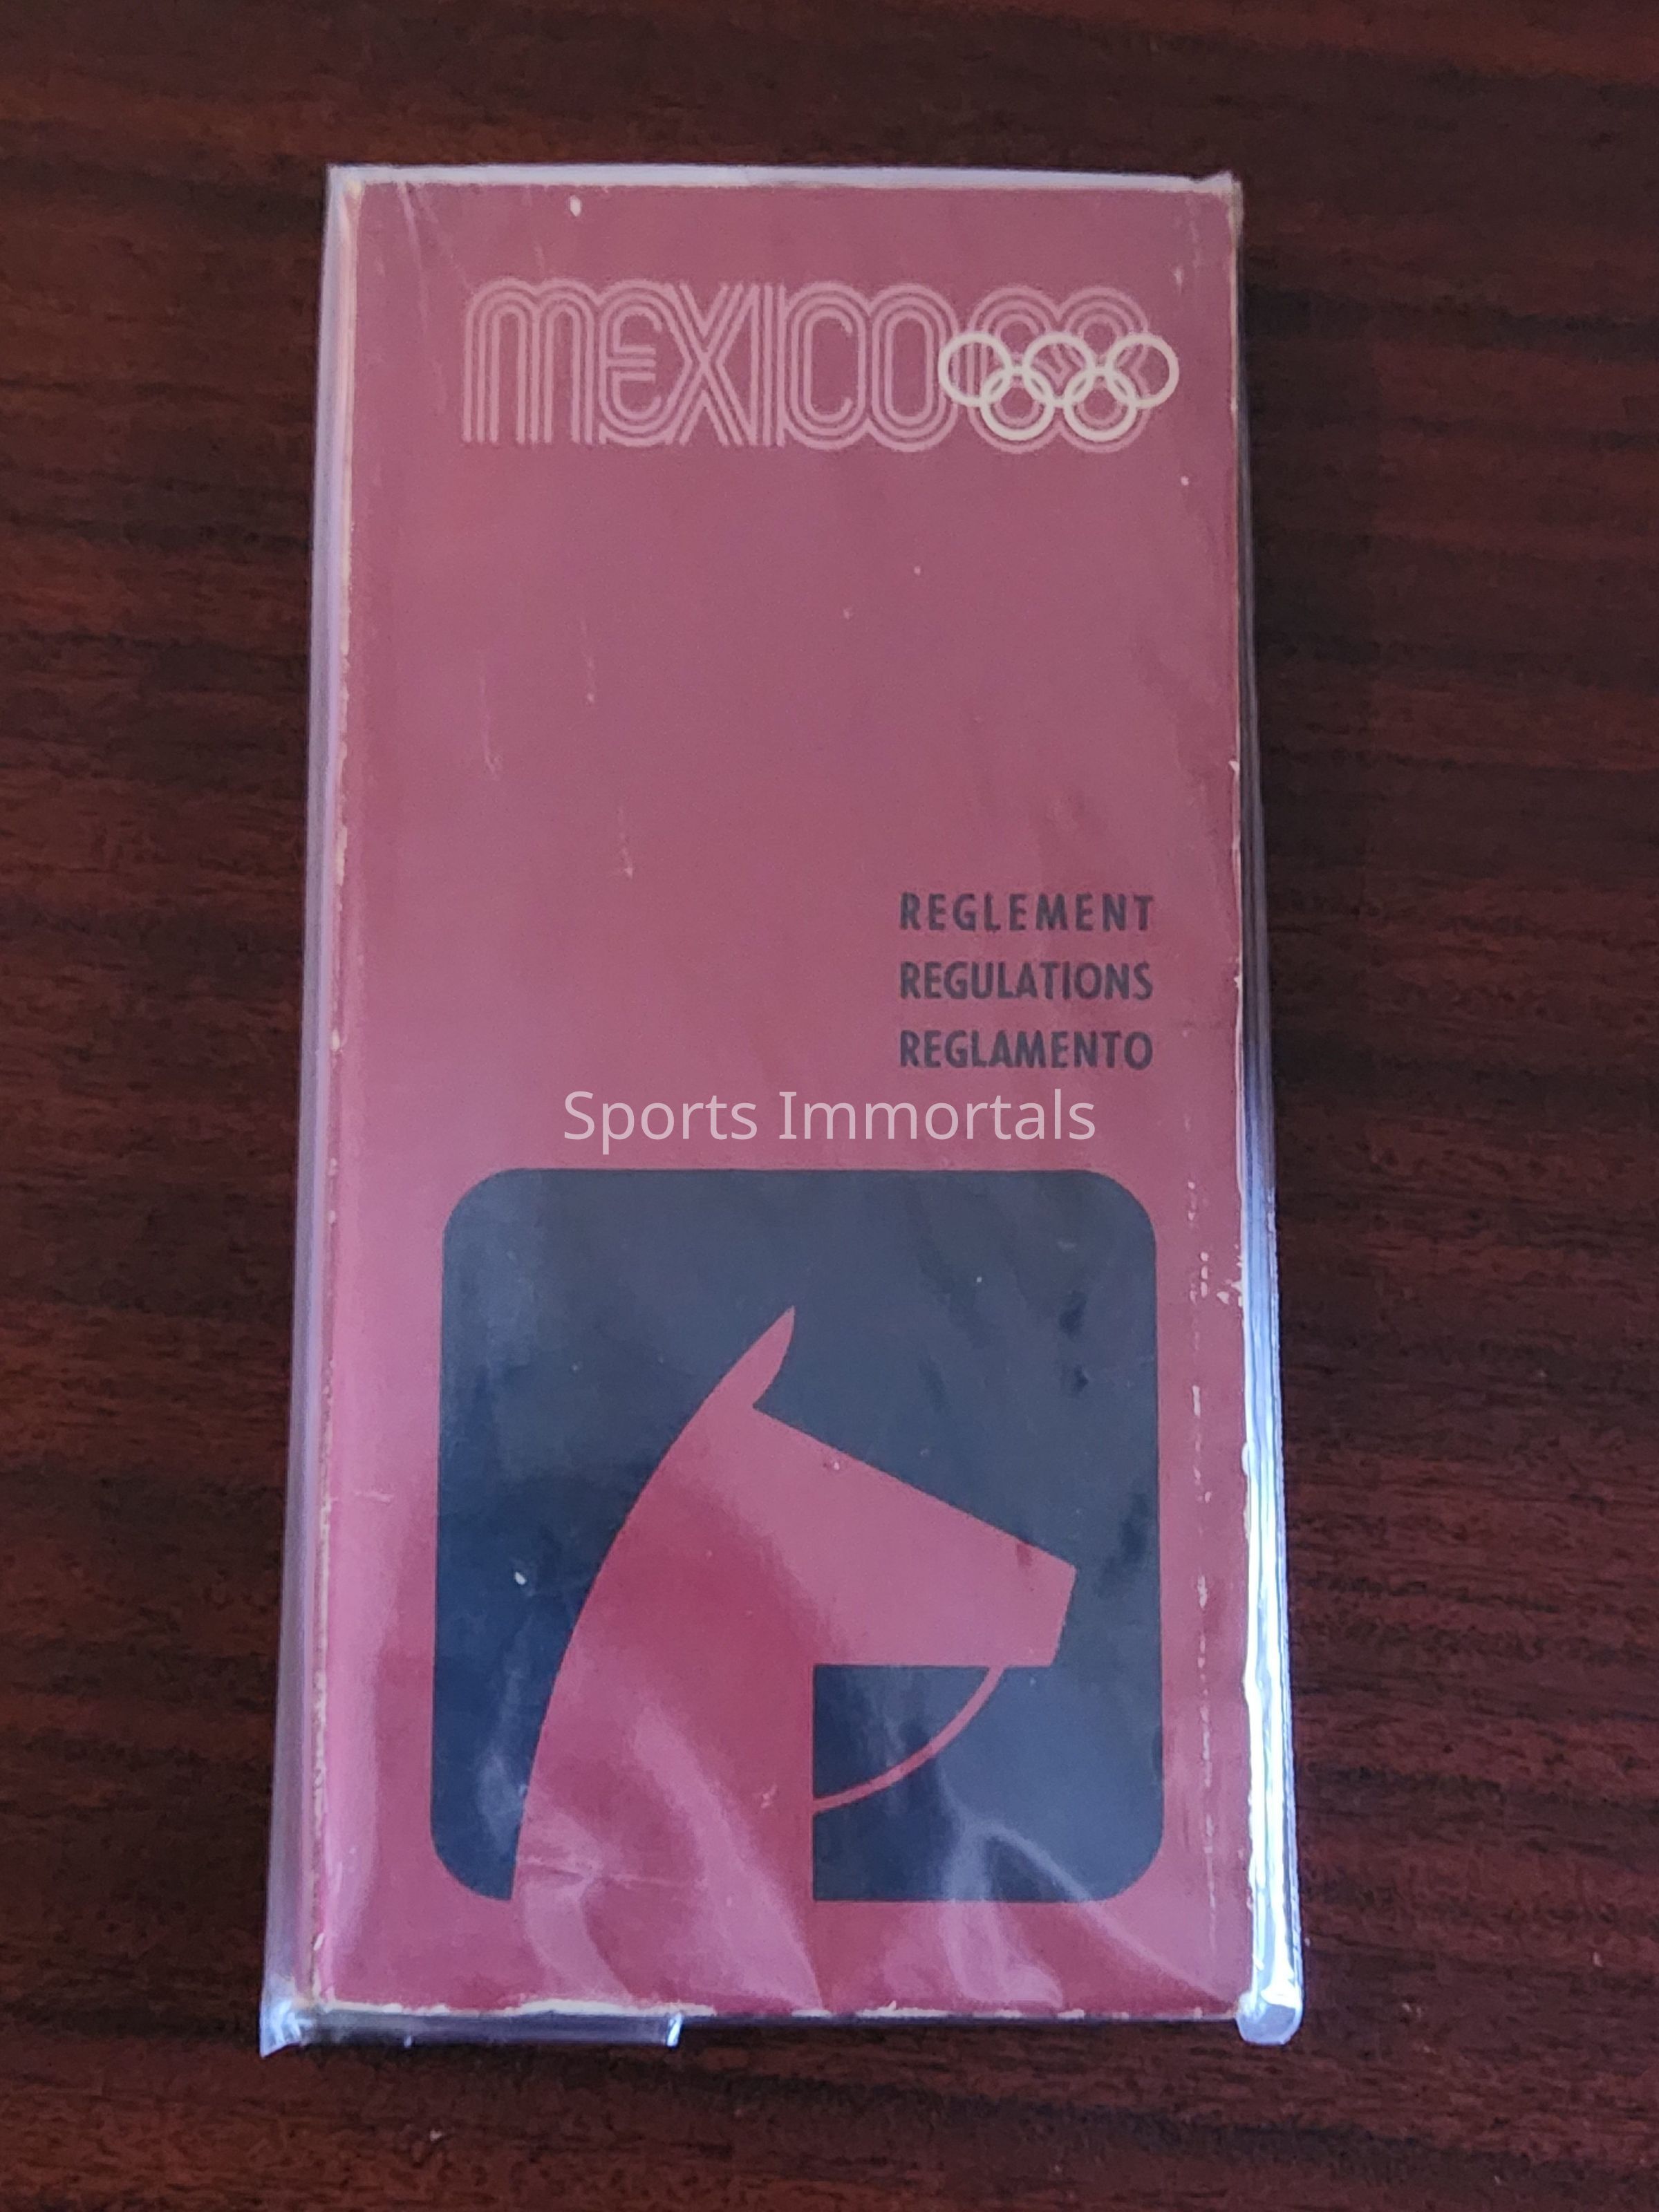 MEXICO68
REGLEMENT
REGULATIONS
REGLAMENTO
Sports Immortals